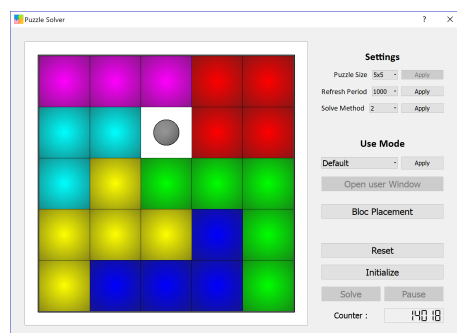 Puzzle Solver
Settings
Puzzle Size 5x5 Apply
Refresh Period 1000 Apply
Solve Method 2 Apply
Use Mode
Default Apply
Open user Window
Bloc Placement
Reset
Initialize
Solve Pause
Counter : 14018